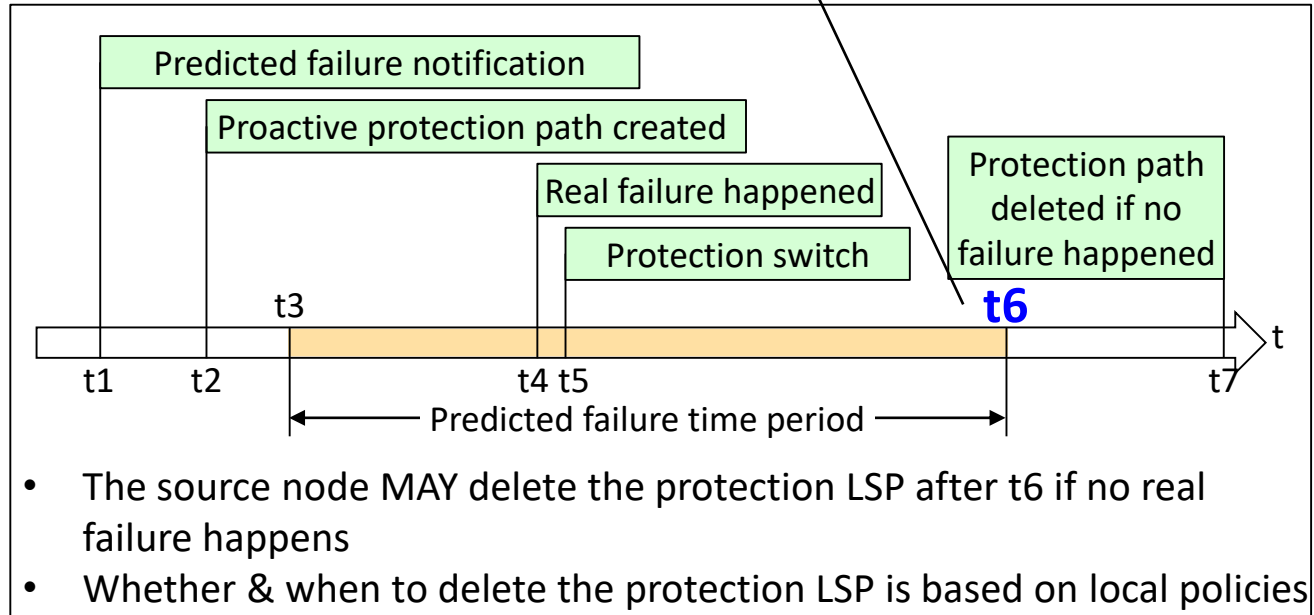 Predicted failure notification
Proactive protection path created
Real failure happened
Protection switch
Protection path
deleted if no
failure happened
t3
t6
t
t1
t2
t4
t5
t7
Predicted failure time period
• The source node MAY delete the protection LSP after t6 if no real
failure happens
• Whether & when to delete the protection LSP is based on local policies